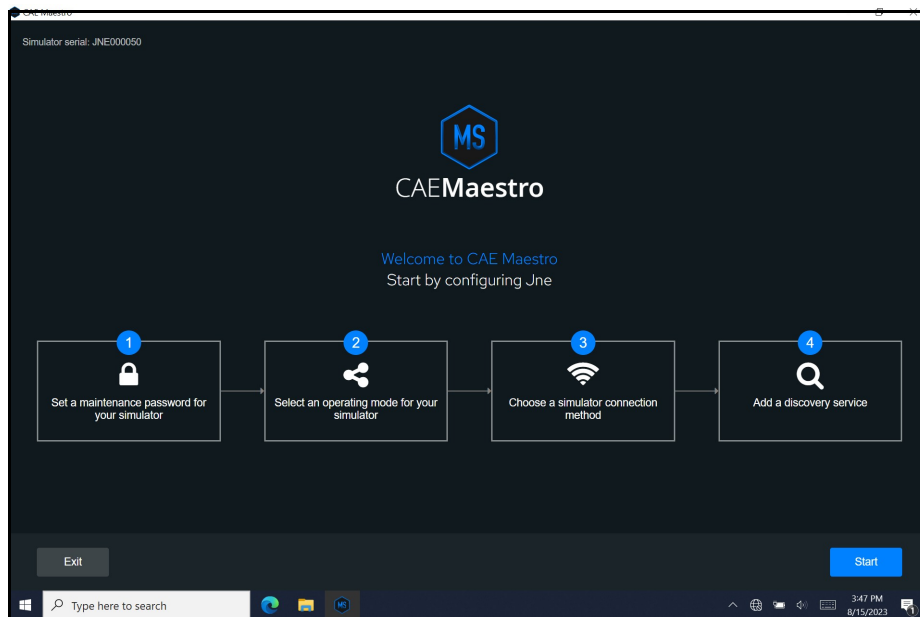 CAE Maestro
Simulator serial: JNE000050
MS
CAEMaestro
Welcome to CAE Maestro
Start by configuring Jne
1
Set a maintenance password for
your simulator
2
Select an operating mode for your
simulator
3
Choose a simulator connection
method
4
Add a discovery service
Exit
Start
Type here to search
MS
3:47 PM
8/15/2023
1